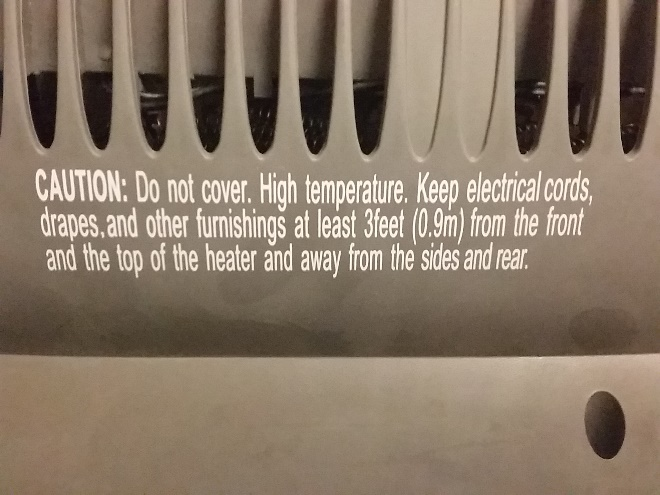 CAUTION: Do not cover. High temperature. Keep electrical cords,
drapes,and other furnishings at least 3feet (0.9m) from the front
and the top of the heater and away from the sides and rear.